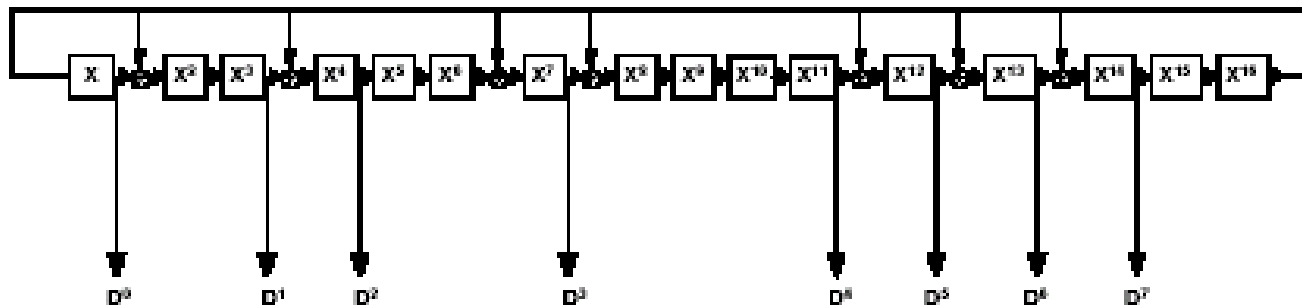 X X² X³ X⁴ X⁵ X⁶ X⁷ X⁸ X⁹ X¹⁰ X¹¹ X¹² X¹³ X¹⁴ X¹⁵ X¹⁶
D⁰ D¹ D² D³ D⁴ D⁵ D⁶ D⁷